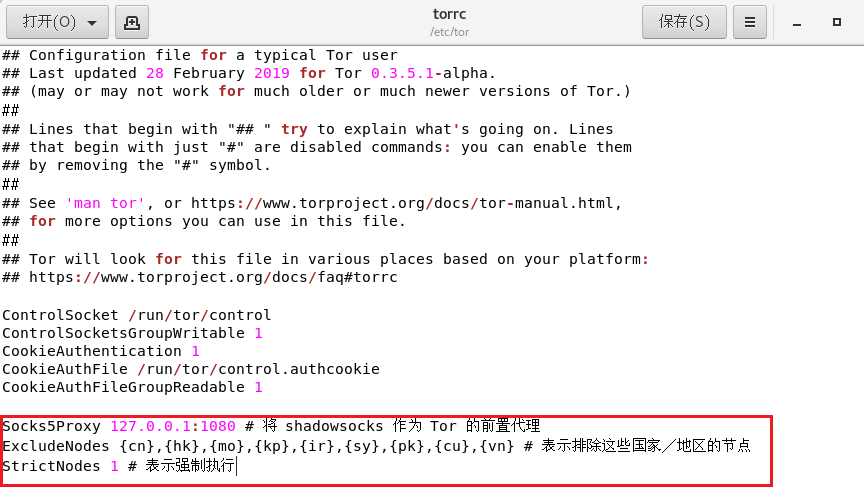 打开(O)
torrc
/etc/tor
保存(S)
## Configuration file for a typical Tor user
## Last updated 28 February 2019 for Tor 0.3.5.1-alpha.
## (may or may not work for much older or much newer versions of Tor.)
##
## Lines that begin with "## " try to explain what's going on. Lines
## that begin with just "#" are disabled commands: you can enable them
## by removing the "#" symbol.
##
## See 'man tor', or https://www.torproject.org/docs/tor-manual.html,
## for more options you can use in this file.
##
## Tor will look for this file in various places based on your platform:
## https://www.torproject.org/docs/faq#torrc
ControlSocket /run/tor/control
ControlSocketsGroupWritable 1
CookieAuthentication 1
CookieAuthFile /run/tor/control.authcookie
CookieAuthFileGroupReadable 1
Socks5Proxy 127.0.0.1:1080 # 将 shadowsocks 作为 Tor 的前置代理
ExcludeNodes {cn},{hk},{mo},{kp},{ir},{sy},{pk},{cu},{vn} # 表示排除这些国家／地区的节点
StrictNodes 1 # 表示强制执行